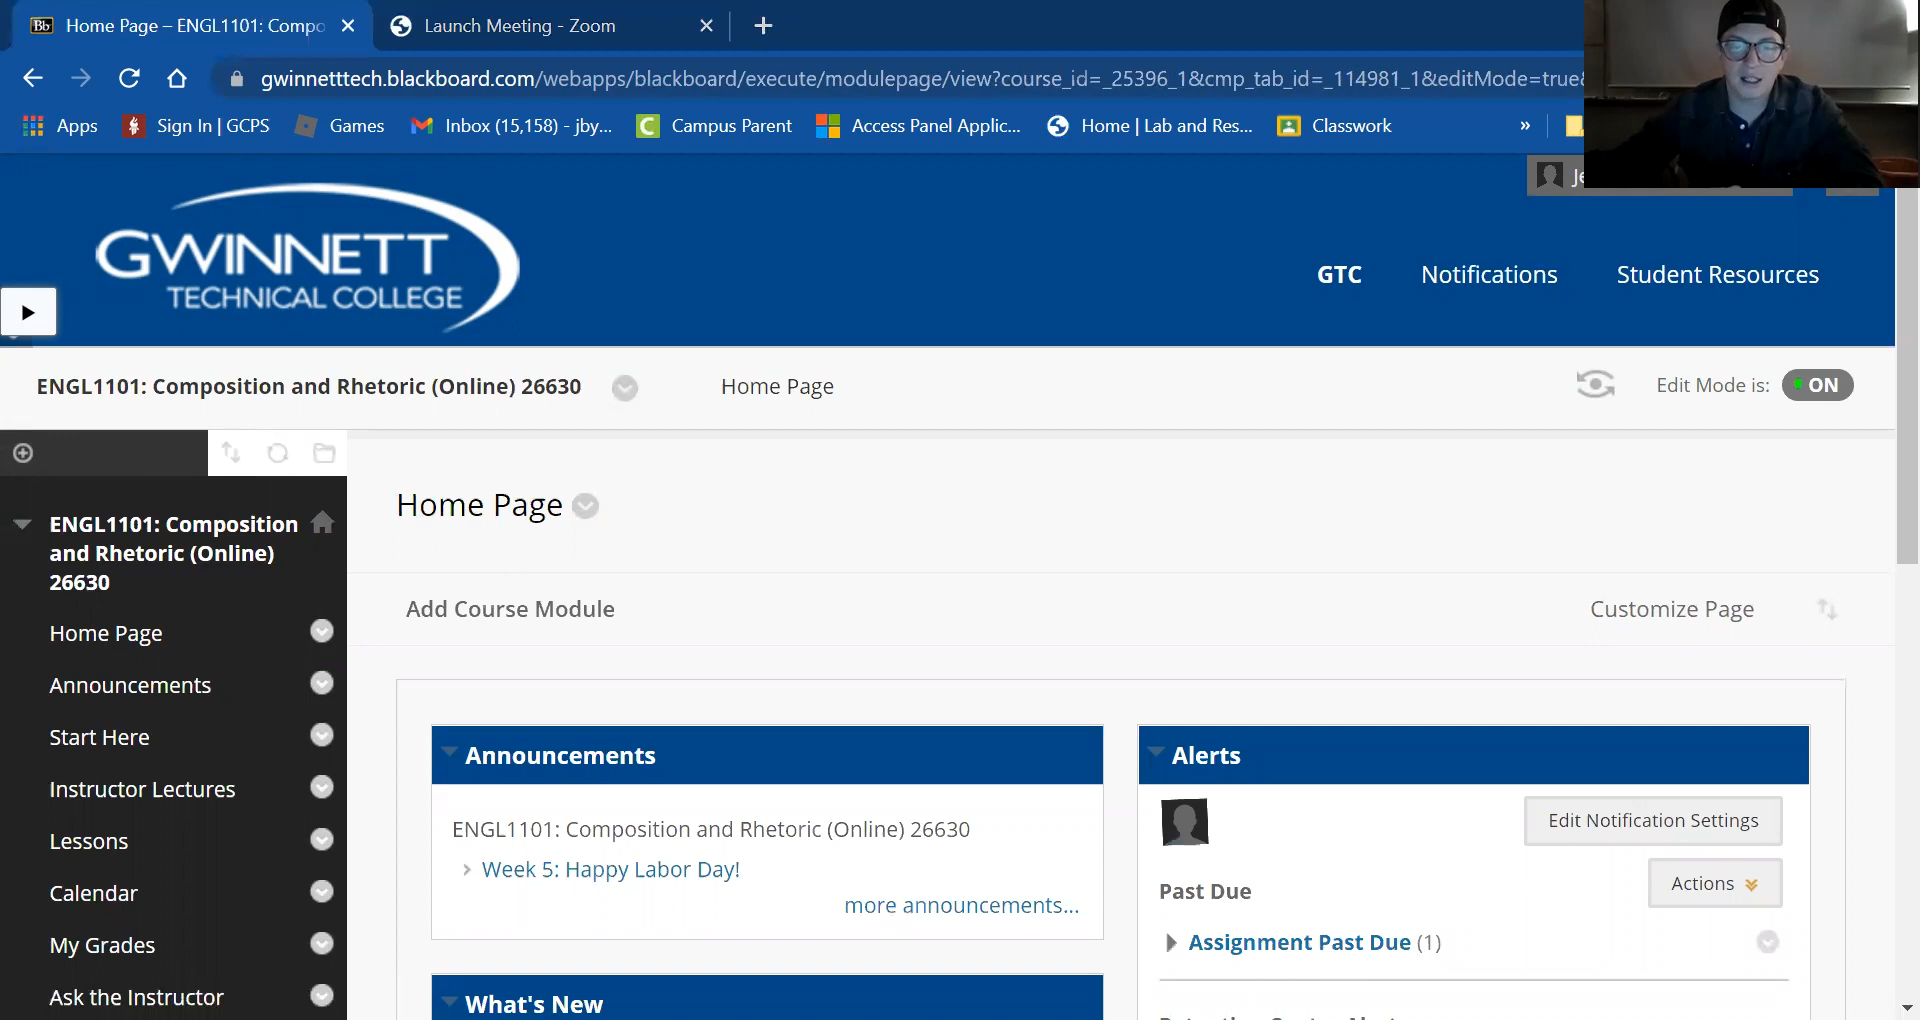 Bb Home Page – ENGL1101: Compo
Launch Meeting - Zoom
gwinnetttech.blackboard.com/webapps/blackboard/execute/modulepage/view?course_id=_25396_1&cmp_tab_id=_114981_1&editMode=true&
Apps Sign In | GCPS Games Inbox (15,158) - jby... Campus Parent Access Panel Applic... Home | Lab and Res... Classwork »
Je
GWINNETT
TECHNICAL COLLEGE
GTC Notifications Student Resources
ENGL1101: Composition and Rhetoric (Online) 26630 Home Page Edit Mode is: ON
ENGL1101: Composition
and Rhetoric (Online)
26630
Home Page
Announcements
Start Here
Instructor Lectures
Lessons
Calendar
My Grades
Ask the Instructor
Home Page
Add Course Module Customize Page
Announcements
ENGL1101: Composition and Rhetoric (Online) 26630
Week 5: Happy Labor Day!
more announcements...
What's New
Alerts
Edit Notification Settings
Actions
Past Due
Assignment Past Due (1)